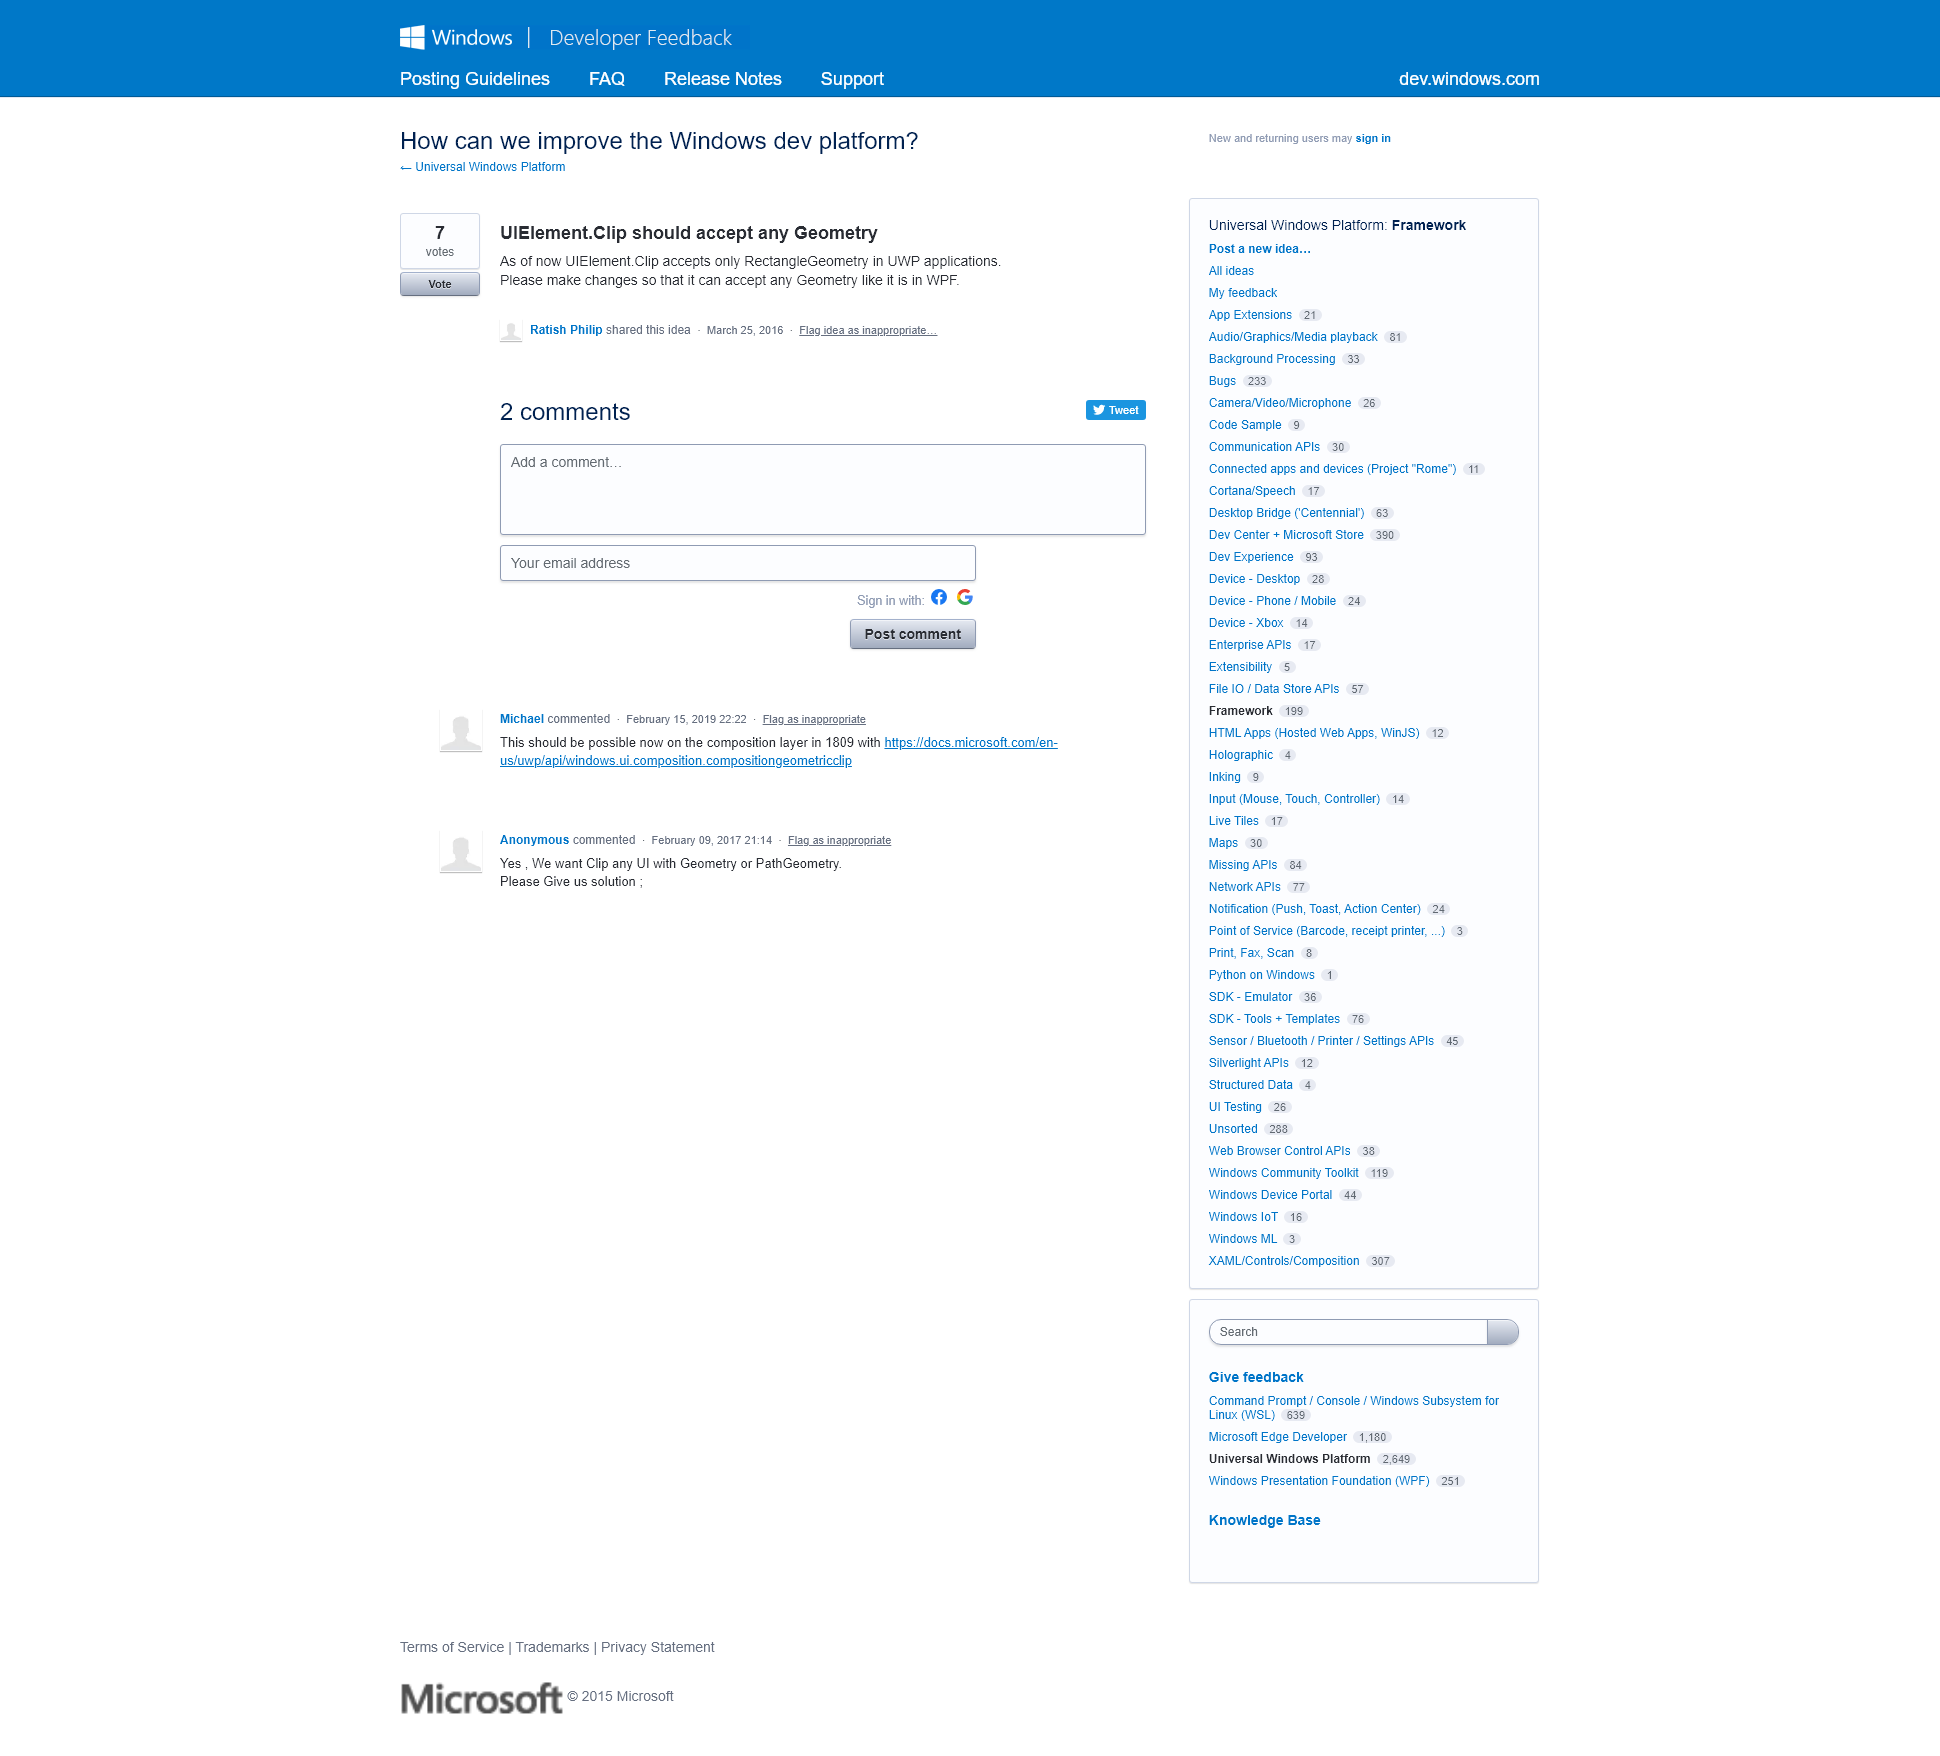 Windows | Developer Feedback
Posting Guidelines FAQ Release Notes Support dev.windows.com
How can we improve the Windows dev platform?
← Universal Windows Platform
New and returning users may sign in
7
votes
Vote
UIElement.Clip should accept any Geometry
As of now UIElement.Clip accepts only RectangleGeometry in UWP applications.
Please make changes so that it can accept any Geometry like it is in WPF.
Ratish Philip shared this idea · March 25, 2016 · Flag idea as inappropriate…
2 comments
Tweet
Add a comment…
Your email address
Sign in with:
Post comment
Michael commented · February 15, 2019 22:22 · Flag as inappropriate
This should be possible now on the composition layer in 1809 with https://docs.microsoft.com/en-
us/uwp/api/windows.ui.composition.compositiongeometricclip
Anonymous commented · February 09, 2017 21:14 · Flag as inappropriate
Yes , We want Clip any UI with Geometry or PathGeometry.
Please Give us solution ;
Universal Windows Platform: Framework
Post a new idea…
All ideas
My feedback
App Extensions 21
Audio/Graphics/Media playback 81
Background Processing 33
Bugs 233
Camera/Video/Microphone 26
Code Sample 9
Communication APIs 30
Connected apps and devices (Project "Rome") 11
Cortana/Speech 17
Desktop Bridge ('Centennial') 63
Dev Center + Microsoft Store 390
Dev Experience 93
Device - Desktop 28
Device - Phone / Mobile 24
Device - Xbox 14
Enterprise APIs 17
Extensibility 5
File IO / Data Store APIs 57
Framework 199
HTML Apps (Hosted Web Apps, WinJS) 12
Holographic 4
Inking 9
Input (Mouse, Touch, Controller) 14
Live Tiles 17
Maps 30
Missing APIs 84
Network APIs 77
Notification (Push, Toast, Action Center) 24
Point of Service (Barcode, receipt printer, ...) 3
Print, Fax, Scan 8
Python on Windows 1
SDK - Emulator 36
SDK - Tools + Templates 76
Sensor / Bluetooth / Printer / Settings APIs 45
Silverlight APIs 12
Structured Data 4
UI Testing 26
Unsorted 288
Web Browser Control APIs 38
Windows Community Toolkit 119
Windows Device Portal 44
Windows IoT 16
Windows ML 3
XAML/Controls/Composition 307
Search
Give feedback
Command Prompt / Console / Windows Subsystem for
Linux (WSL) 639
Microsoft Edge Developer 1,180
Universal Windows Platform 2,649
Windows Presentation Foundation (WPF) 251
Knowledge Base
Terms of Service | Trademarks | Privacy Statement
Microsoft © 2015 Microsoft